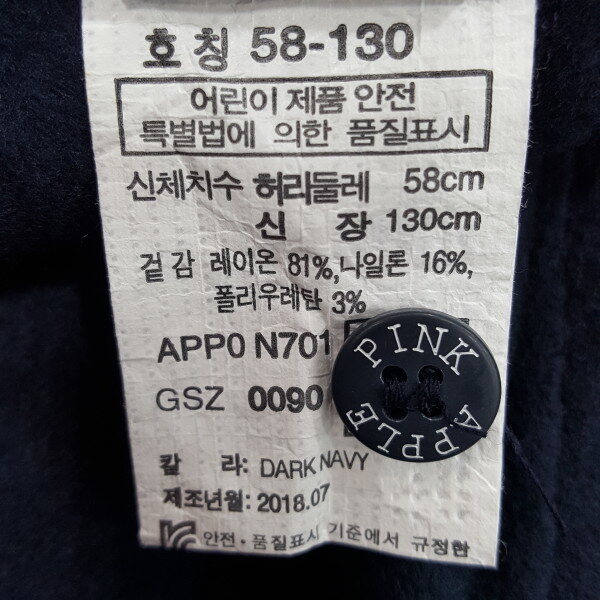 호칭 58-130
어린이 제품 안전
특별법에 의한 품질표시
신체치수 허리둘레 58cm
신 장 130cm
겉감 레이온 81%,나일론 16%,
폴리우레탄 3%
APP0 N701
GSZ 0090
PINK APPLE
칼 라: DARK NAVY
제조년월: 2018.07
안전·품질표시 기준에서 규정한